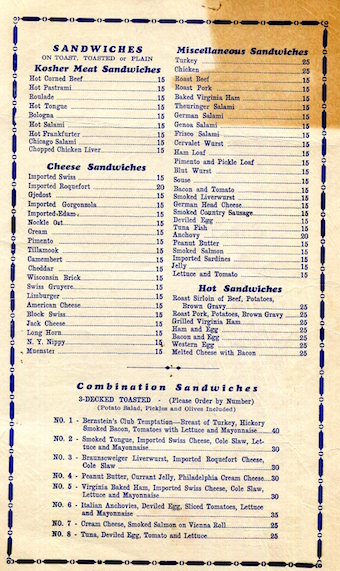 SANDWICHES
ON TOAST, TOASTED or PLAIN
Kosher Meat Sandwiches
Hot Corned Beef 15
Hot Pastrami 15
Roulade 15
Hot Tongue 15
Bologna 15
Hot Salami 15
Hot Frankfurter 15
Chicago Salami 15
Chopped Chicken Liver 15
Cheese Sandwiches
Imported Swiss 15
Imported Roquefort 20
Gjedost 15
Imported Gorgonzola 15
Imported Edam 15
Nockle Ost 15
Cream 15
Pimento 15
Tillamook 15
Camembert 15
Cheddar 15
Wisconsin Brick 15
Swiss Gruyere 15
Limburger 15
American Cheese 15
Block Swiss 15
Jack Cheese 15
Long Horn 15
N. Y. Nippy 15
Muenster 15
Miscellaneous Sandwiches
Turkey 25
Chicken 25
Roast Beef 15
Roast Pork 15
Baked Virginia Ham 15
Theuringer Salami 15
German Salami 15
Genoa Salami 15
Frisco Salami 15
Cervalet Wurst 15
Ham Loaf 15
Pimento and Pickle Loaf 15
Blut Wurst 15
Souse 15
Bacon and Tomato 15
Smoked Liverwurst 15
German Head Cheese 15
Smoked Country Sausage 15
Deviled Egg 15
Tuna Fish 15
Anchovy 20
Peanut Butter 15
Smoked Salmon 15
Imported Sardines 15
Jelly 15
Lettuce and Tomato 15
Hot Sandwiches
Roast Sirloin of Beef, Potatoes,
Brown Gravy 25
Roast Pork, Potatoes, Brown Gravy 25
Grilled Virginia Ham 25
Ham and Egg 25
Bacon and Egg 25
Western Egg 25
Melted Cheese with Bacon 25
Combination Sandwiches
3-DECKED TOASTED - (Please Order by Number)
(Potato Salad, Pickles and Olives Included)
NO. 1 - Bernstein's Club Temptation—Breast of Turkey, Hickory
Smoked Bacon, Tomatoes with Lettuce and Mayonnaise 40
NO. 2 - Smoked Tongue, Imported Swiss Cheese, Cole Slaw, Let-
tuce and Mayonnaise 30
NO. 3 - Braunsweiger Liverwurst, Imported Roquefort Cheese,
Cole Slaw 30
NO. 4 - Peanut Butter, Currant Jelly, Philadelphia Cream Cheese 30
NO. 5 - Virginia Baked Ham, Imported Swiss Cheese, Cole Slaw,
Lettuce and Mayonnaise 30
NO. 6 - Italian Anchovies, Deviled Egg, Sliced Tomatoes, Lettuce
and Mayonnaise 35
NO. 7 - Cream Cheese, Smoked Salmon on Vienna Roll 25
NO. 8 - Tuna, Deviled Egg, Tomato and Lettuce 25